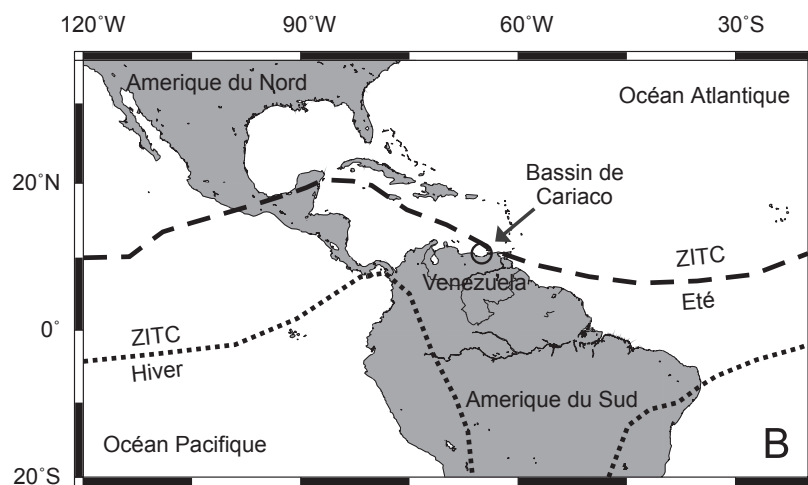 120˚W
90˚W
60˚W
30˚S
Amerique du Nord
Océan Atlantique
20˚N
Bassin de
Cariaco
ZITC
Venezuela
Eté
0˚
ZITC
Hiver
Amerique du Sud
Océan Pacifique
B
20˚S